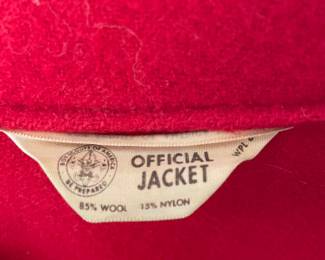 BOY SCOUTS OF AMERICA
BE PREPARED
OFFICIAL
JACKET
WPL
85% WOOL 15% NYLON